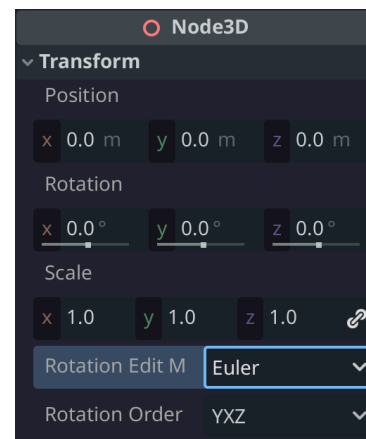 Node3D
Transform
Position
x 0.0 m y 0.0 m z 0.0 m
Rotation
x 0.0 ° y 0.0 ° z 0.0 °
Scale
x 1.0 y 1.0 z 1.0
Rotation Edit M Euler
Rotation Order YXZ